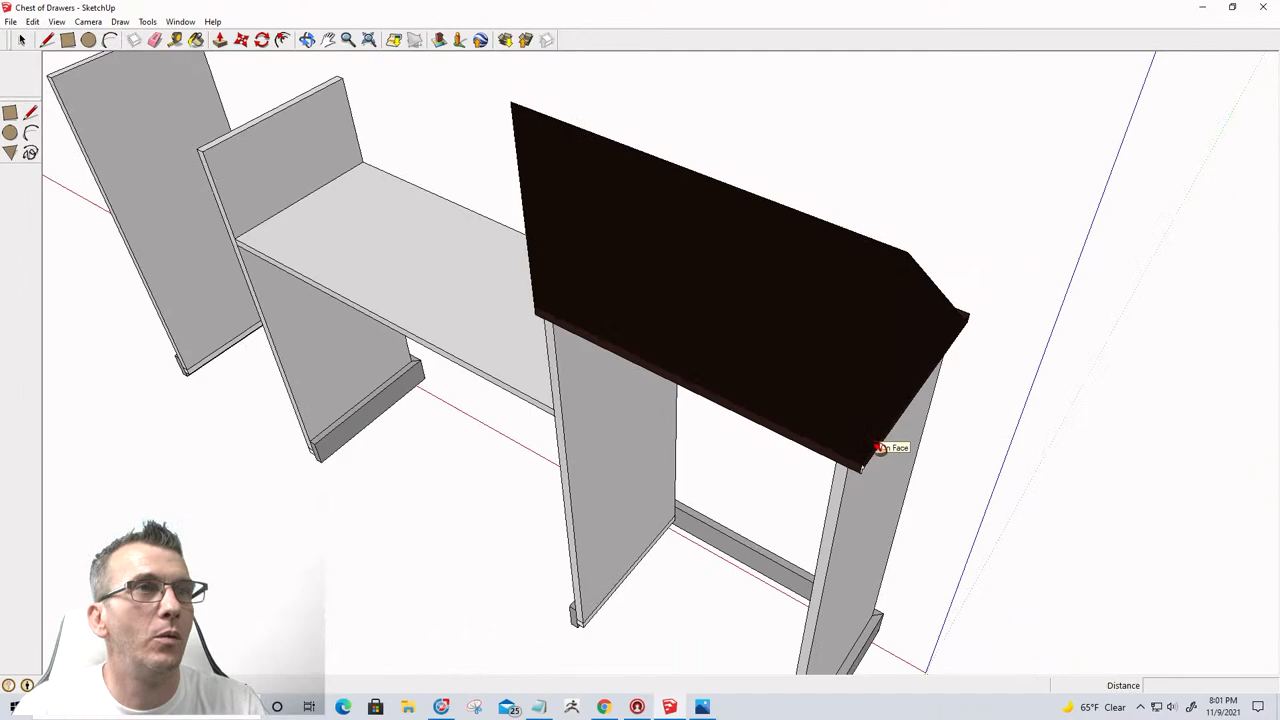 Chest of Drawers - SketchUp
File Edit View Camera Draw Tools Window Help
Face
Distance
25
65°F Clear
8:01 PM
11/9/2021